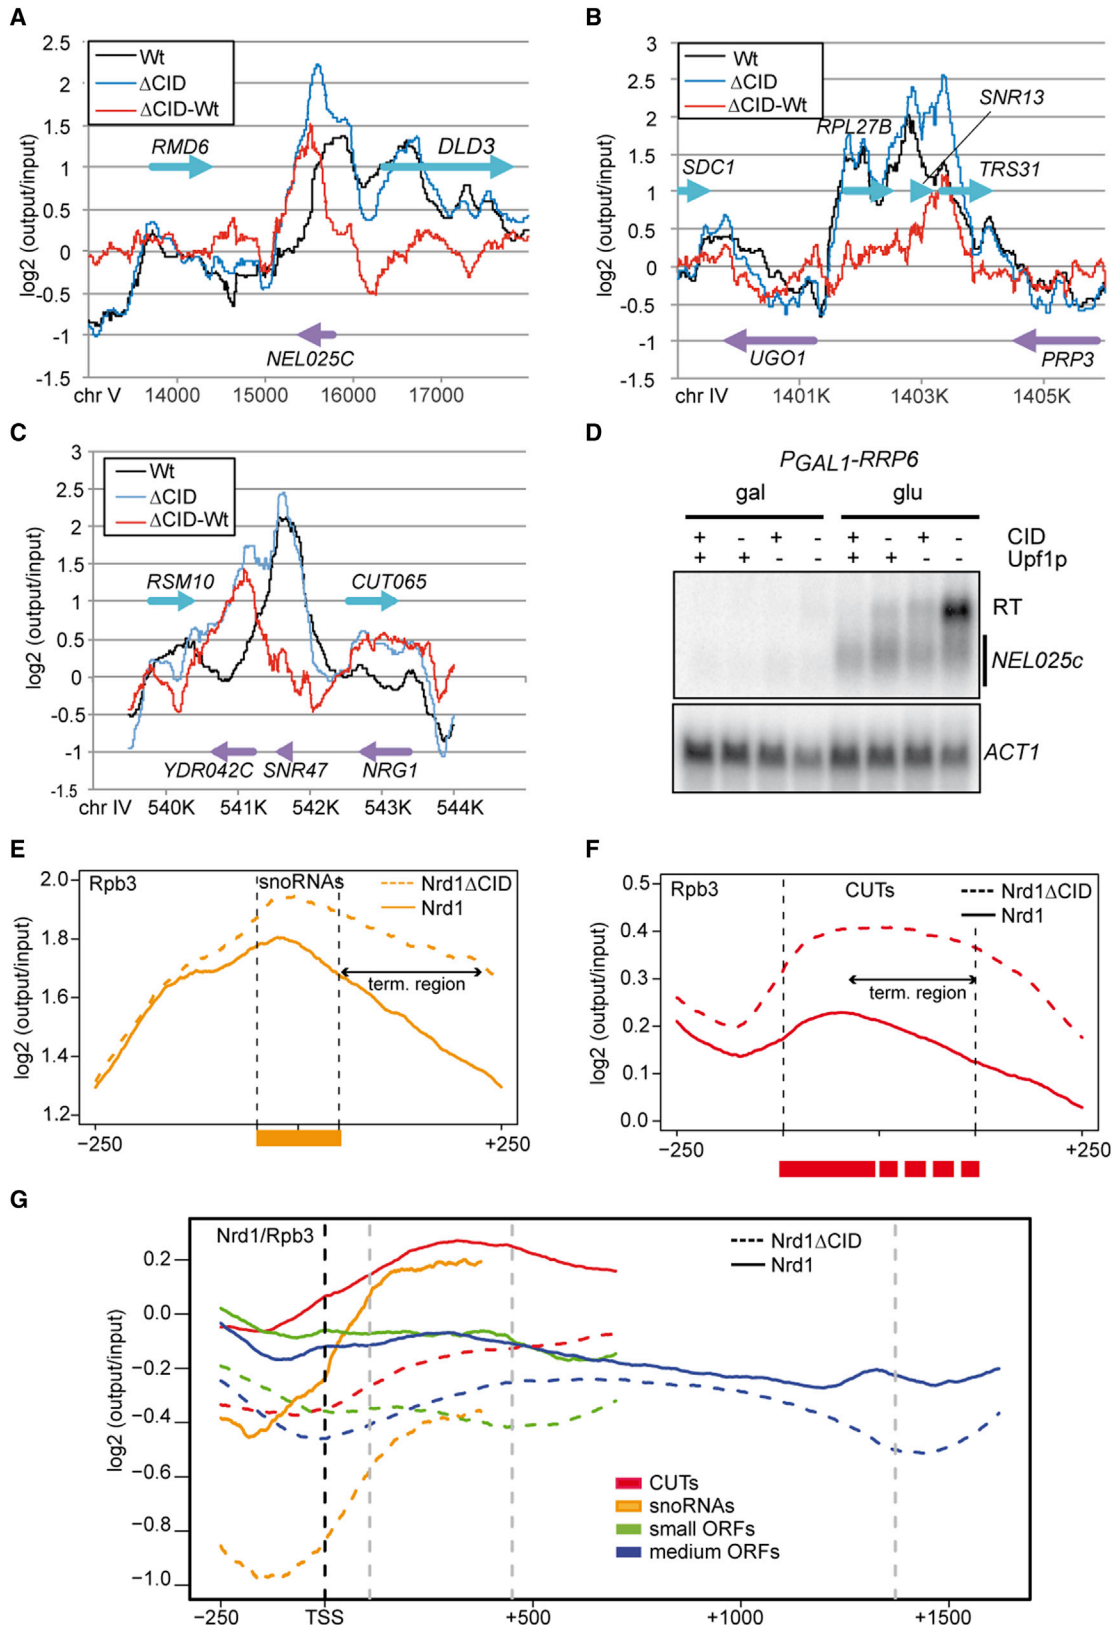 A
2.5
2
1.5
1
0.5
0
-0.5
-1
-1.5
log2 (output/input)
Wt
ΔCID
ΔCID-Wt
RMD6
DLD3
NEL025C
chr V
14000
15000
16000
17000
B
3
2.5
2
1.5
1
0.5
0
-0.5
-1
-1.5
log2 (output/input)
Wt
ΔCID
ΔCID-Wt
SNR13
RPL27B
SDC1
TRS31
UGO1
PRP3
chr IV
1401K
1403K
1405K
C
3
2.5
2
1.5
1
0.5
0
-0.5
-1
-1.5
log2 (output/input)
Wt
ΔCID
ΔCID-Wt
RSM10
CUT065
YDR042C
SNR47
NRG1
chr IV
540K
541K
542K
543K
544K
D
PGAL1-RRP6
gal
glu
+ - + - + - + - CID
+ + - - + + - - Upf1p
RT
NEL025c
ACT1
E
Rpb3
snoRNAs
Nrd1ΔCID
Nrd1
2.0
1.8
1.6
1.4
1.2
log2 (output/input)
term. region
−250
+250
F
Rpb3
CUTs
Nrd1ΔCID
Nrd1
0.5
0.4
0.3
0.2
0.1
0.0
log2 (output/input)
term. region
−250
+250
G
Nrd1/Rpb3
Nrd1ΔCID
Nrd1
0.2
0.0
−0.2
−0.4
−0.6
−0.8
−1.0
log2 (output/input)
CUTs
snoRNAs
small ORFs
medium ORFs
−250
TSS
+500
+1000
+1500